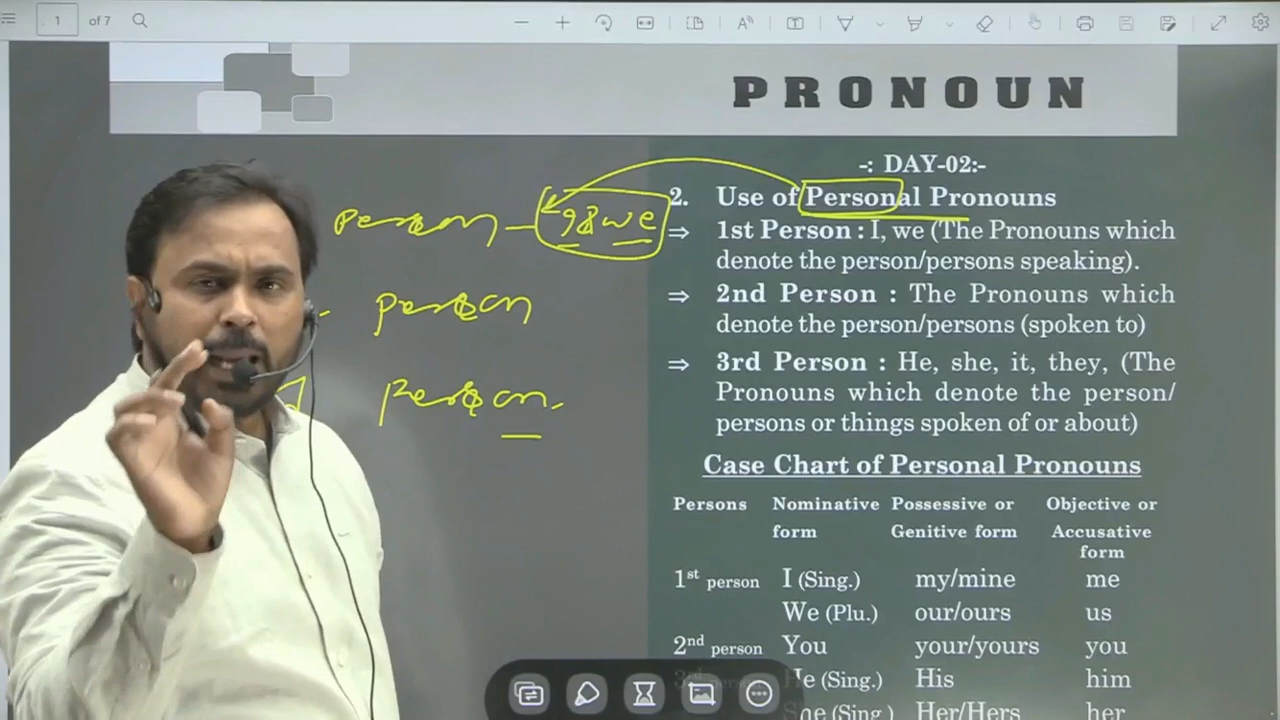 1 of 7
PRONOUN
-: DAY-02:-
2. Use of Personal Pronouns
⇒ 1st Person : I, we (The Pronouns which
denote the person/persons speaking).
⇒ 2nd Person : The Pronouns which
denote the person/persons (spoken to)
⇒ 3rd Person : He, she, it, they, (The
Pronouns which denote the person/
persons or things spoken of or about)
Case Chart of Personal Pronouns
Persons Nominative form Possessive or Genitive form Objective or Accusative form
1st person I (Sing.) my/mine me
We (Plu.) our/ours us
2nd person You your/yours you
He (Sing.) His him
She (Sing.) Her/Hers her
person – we
person
person